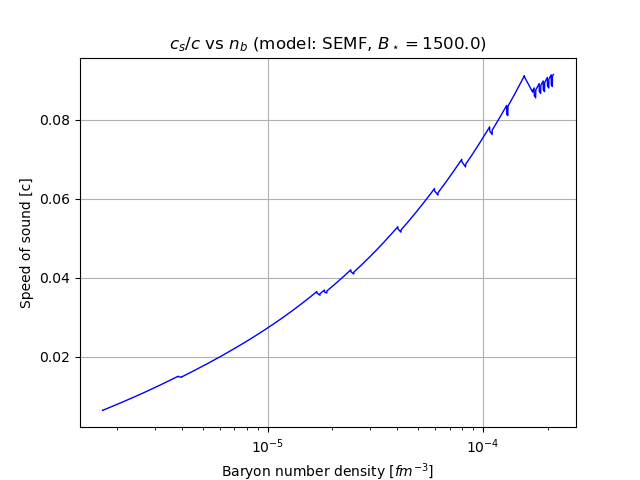 $c_s/c$ vs $n_b$ (model: SEMF, $B_\star = 1500.0$)
0.08
0.06
0.04
0.02
Speed of sound [c]
$10^{-5}$ $10^{-4}$
Baryon number density [$fm^{-3}$]